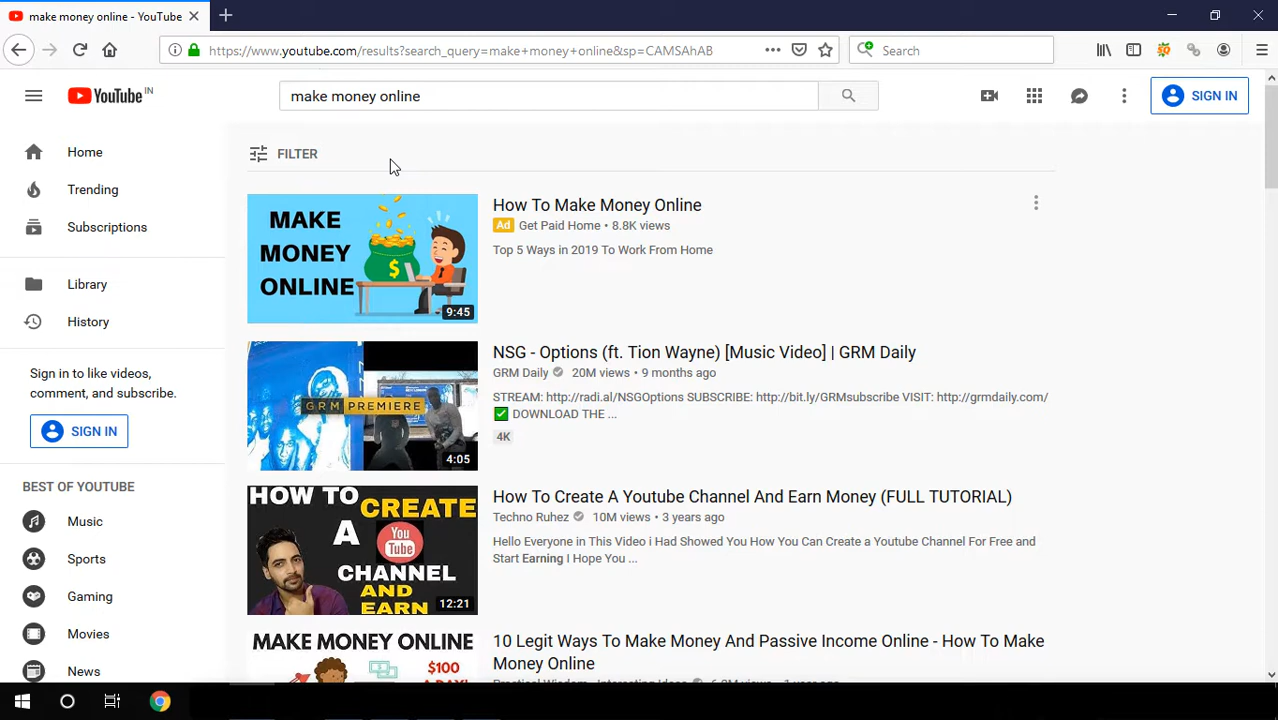 make money online - YouTube
https://www.youtube.com/results?search_query=make+money+online&sp=CAMSAhAB
Search
YouTube IN
make money online
SIGN IN
Home
Trending
Subscriptions
Library
History
Sign in to like videos,
comment, and subscribe.
SIGN IN
BEST OF YOUTUBE
Music
Sports
Gaming
Movies
News
FILTER
MAKE
MONEY
ONLINE
$
9:45
How To Make Money Online
Ad Get Paid Home • 8.8K views
Top 5 Ways in 2019 To Work From Home
GRM PREMIERE
4:05
NSG - Options (ft. Tion Wayne) [Music Video] | GRM Daily
GRM Daily 20M views • 9 months ago
STREAM: http://radi.al/NSGOptions SUBSCRIBE: http://bit.ly/GRMsubscribe VISIT: http://grmdaily.com/
✅ DOWNLOAD THE ...
4K
HOW TO
CREATE
A
You
Tube
CHANNEL
AND
EARN
12:21
How To Create A Youtube Channel And Earn Money (FULL TUTORIAL)
Techno Ruhez 10M views • 3 years ago
Hello Everyone in This Video i Had Showed You How You Can Create a Youtube Channel For Free and
Start Earning I Hope You ...
MAKE MONEY ONLINE
$100
A DAY!
10 Legit Ways To Make Money And Passive Income Online - How To Make
Money Online